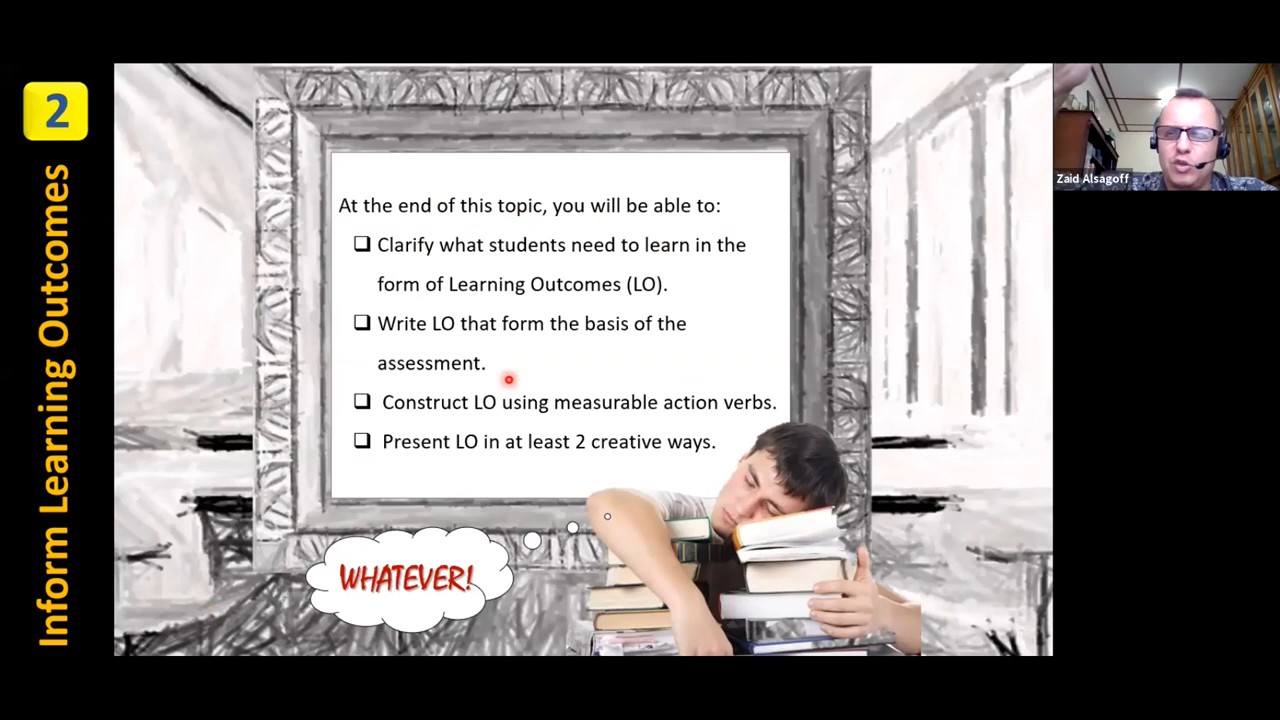 2
Inform Learning Outcomes
At the end of this topic, you will be able to:
Clarify what students need to learn in the
form of Learning Outcomes (LO).
Write LO that form the basis of the
assessment.
Construct LO using measurable action verbs.
Present LO in at least 2 creative ways.
WHATEVER!
Zaid Alsagoff